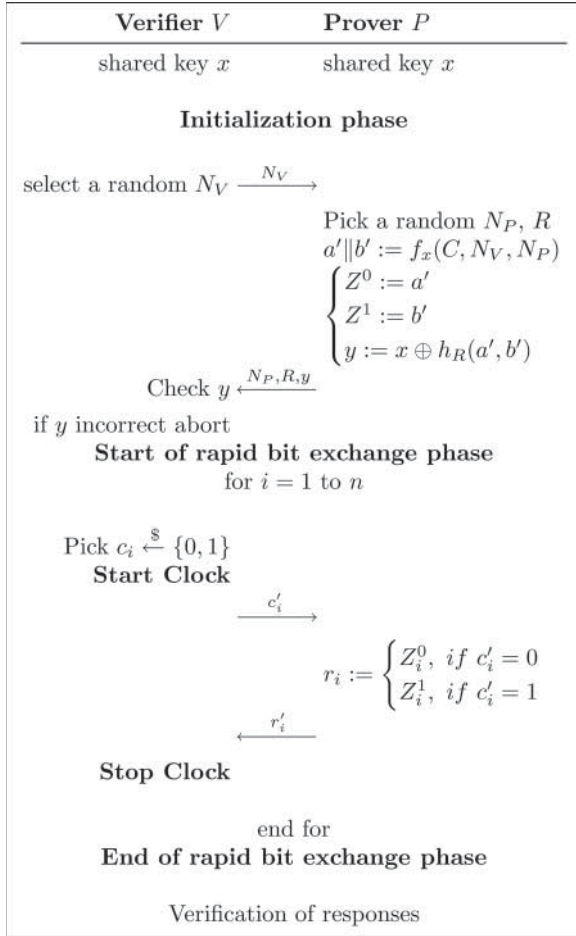 Verifier V Prover P
shared key x shared key x
Initialization phase
select a random N_V N_V
Pick a random N_P, R
a'∥b' := f_x(C, N_V, N_P)
Z^0 := a'
Z^1 := b'
y := x ⊕ h_R(a', b')
Check y N_P,R,y
if y incorrect abort
Start of rapid bit exchange phase
for i = 1 to n
Pick c_i $← {0, 1}
Start Clock
c'_i
r_i := { Z_i^0, if c'_i = 0
Z_i^1, if c'_i = 1
r'_i
Stop Clock
end for
End of rapid bit exchange phase
Verification of responses